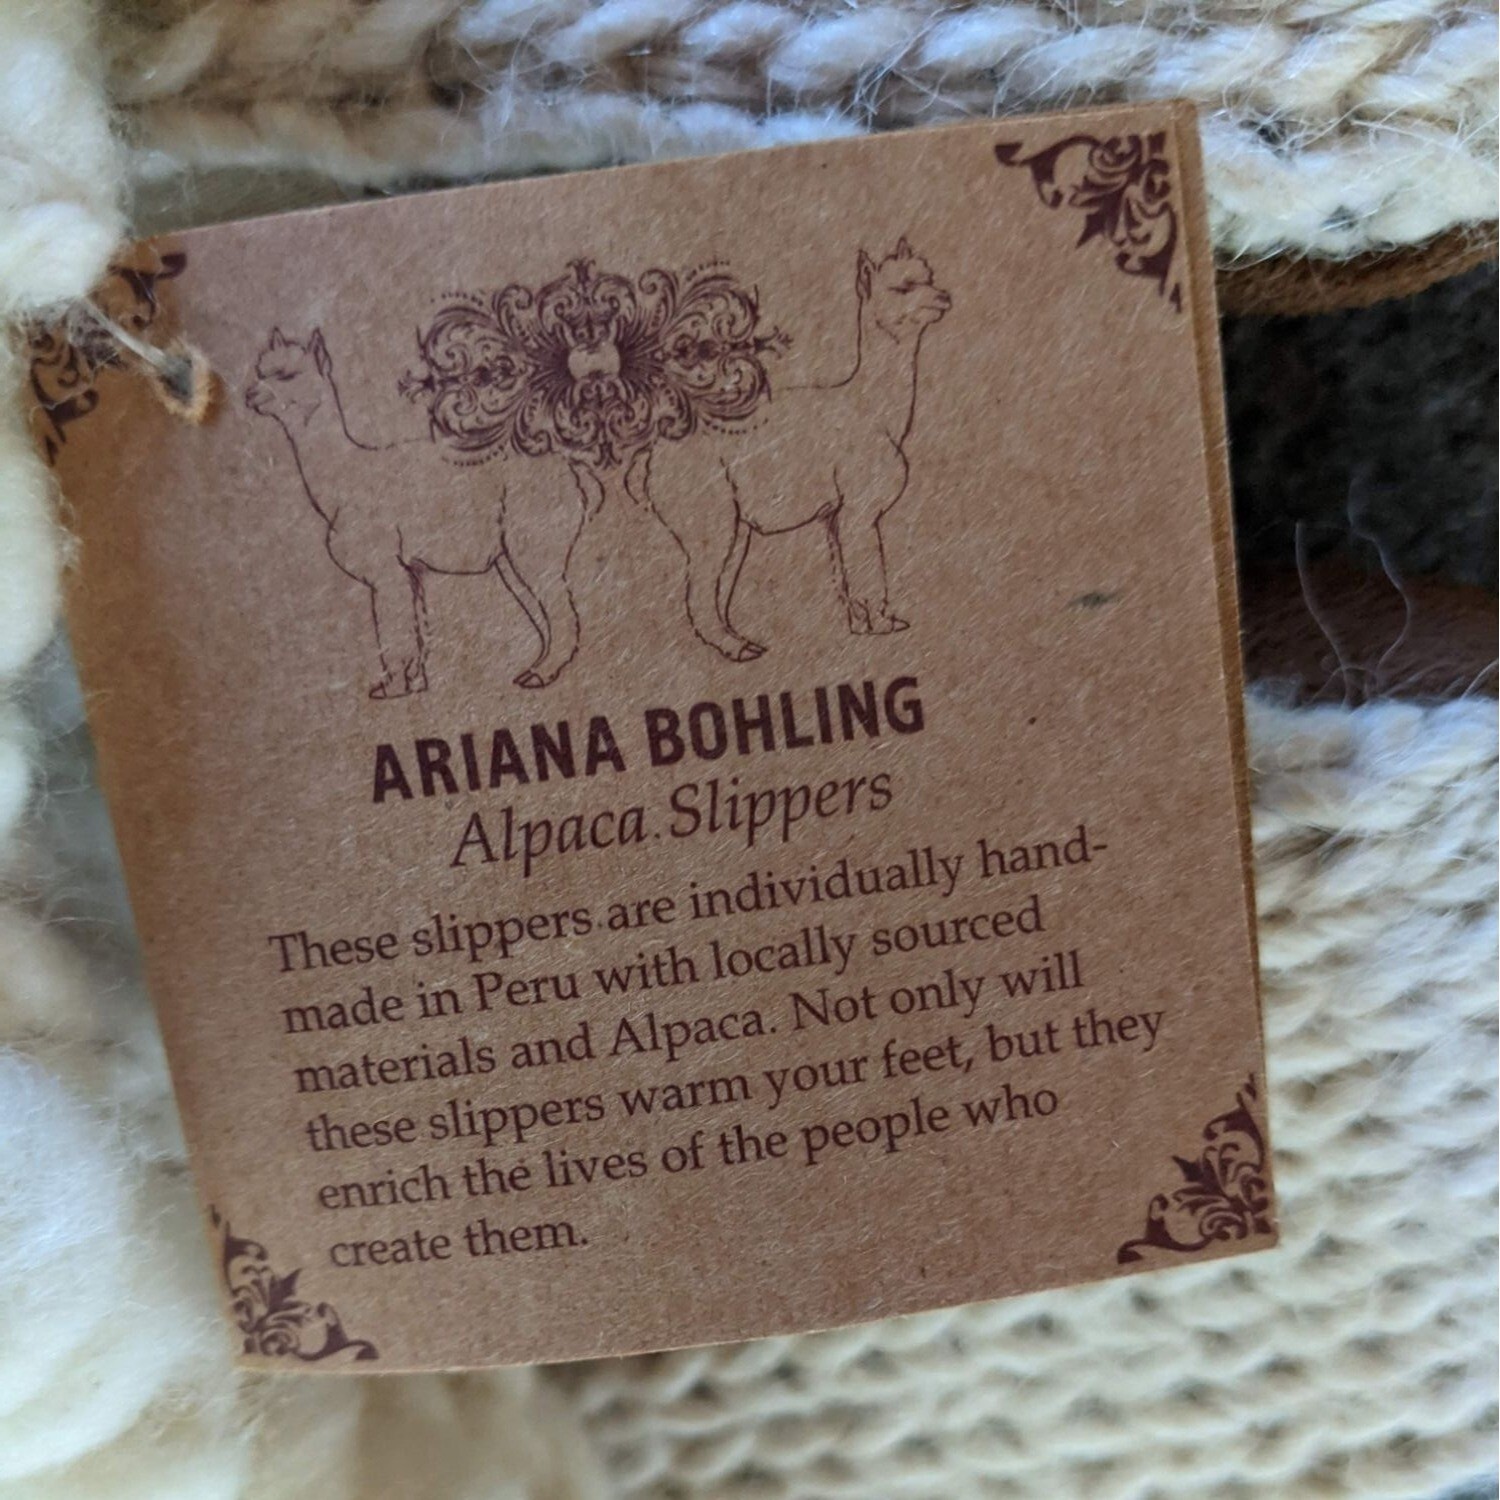 ARIANA BOHLING
Alpaca Slippers
These slippers are individually hand-
made in Peru with locally sourced
materials and Alpaca. Not only will
these slippers warm your feet, but they
enrich the lives of the people who
create them.